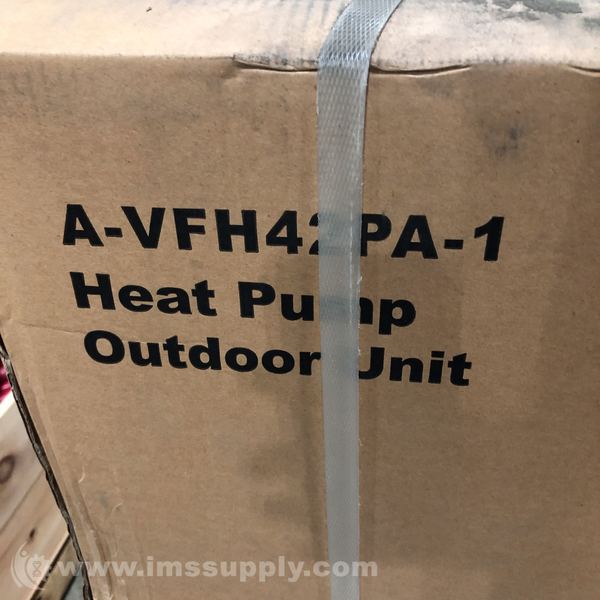 A-VFH42PA-1
Heat Pump
Outdoor Unit
www.imssupply.com